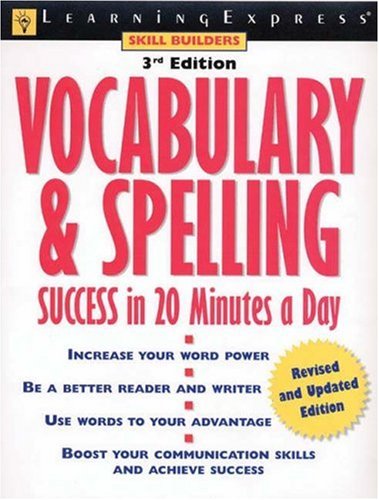 LEARNINGEXPRESS®
SKILL BUILDERS
3rd Edition
VOCABULARY
& SPELLING
SUCCESS in 20 Minutes a Day
INCREASE YOUR WORD POWER
BE A BETTER READER AND WRITER
USE WORDS TO YOUR ADVANTAGE
BOOST YOUR COMMUNICATION SKILLS
AND ACHIEVE SUCCESS
Revised
and Updated
Edition